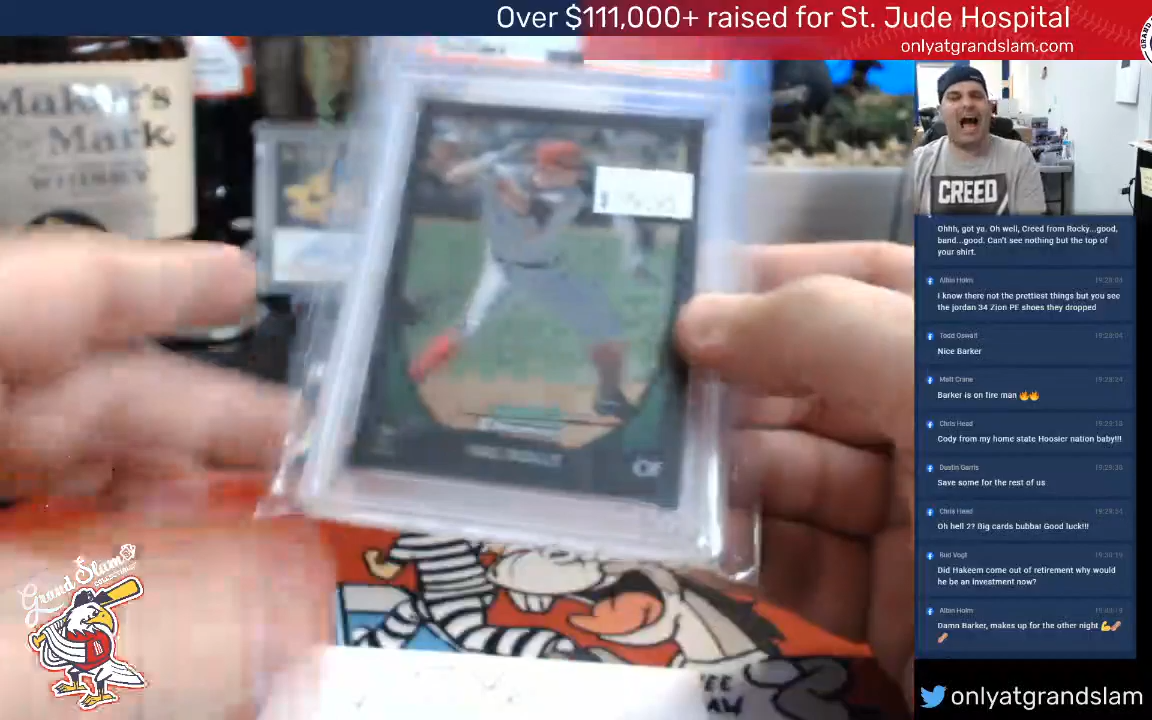 Over $111,000+ raised for St. Jude Hospital
onlyatgrandslam.com
Maker's
Mark
WHISKY
OF
CREED
Ohhh, got ya. Oh well, Creed from Rocky...good,
band...good. Can't see nothing but the top of
your shirt.
Albin Holm
I know there not the prettiest things but you see
the jordan 34 Zion PE shoes they dropped
Todd Oswalt
Nice Barker
Matt Crane
Barker is on fire man 🔥🔥
Chris Head
Cody from my home state Hoosier nation baby!!!
Dustin Garris
Save some for the rest of us
Chris Head
Oh hell 2? Big cards bubba! Good luck!!!
Bud Vogt
Did Hakeem come out of retirement why would
he be an investment now?
Albin Holm
Damn Barker, makes up for the other night 💪🥜
🥜
Grand Slam
onlyatgrandslam